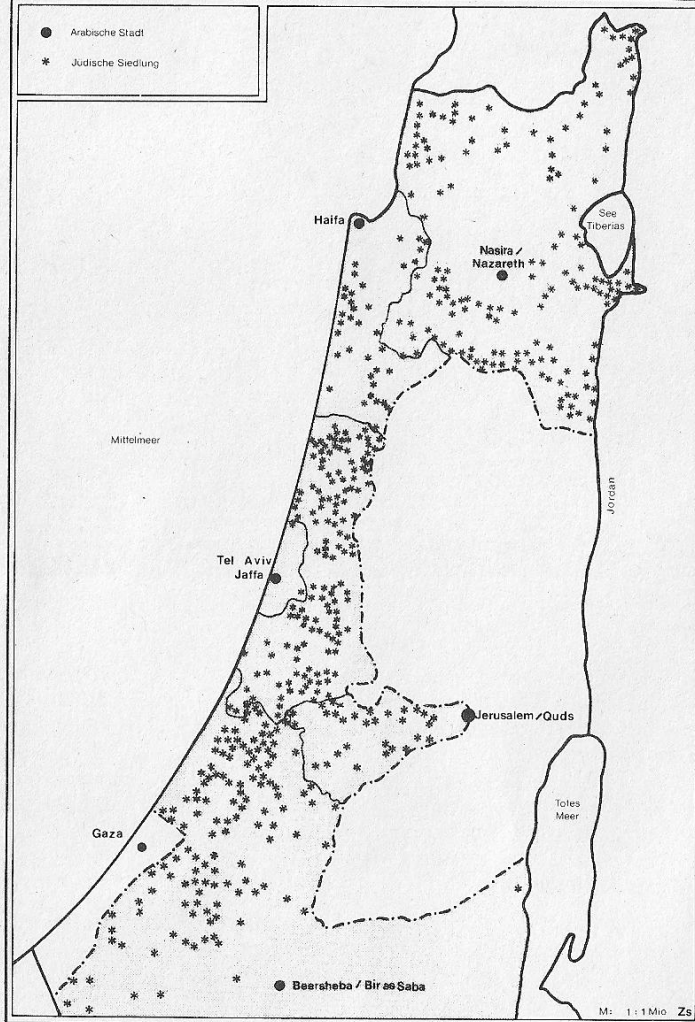 Arabische Stadt
Jüdische Siedlung
See
Tiberias
Haifa
Nasira /
Nazareth
Mittelmeer
Jordan
Tel Aviv
Jaffa
Jerusalem/Quds
Totes
Meer
Gaza
Beersheba / Bir as Saba
M: 1:1 Mio Zs